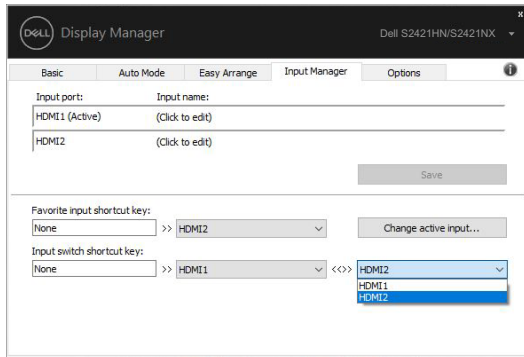 x
DELL Display Manager Dell S2421HN/S2421NX
Basic Auto Mode Easy Arrange Input Manager Options i
Input port: Input name:
HDMI1 (Active) (Click to edit)
HDMI2 (Click to edit)
Save
Favorite input shortcut key:
None >> HDMI2 Change active input...
Input switch shortcut key:
None >> HDMI1 <<>> HDMI2
HDMI1
HDMI2